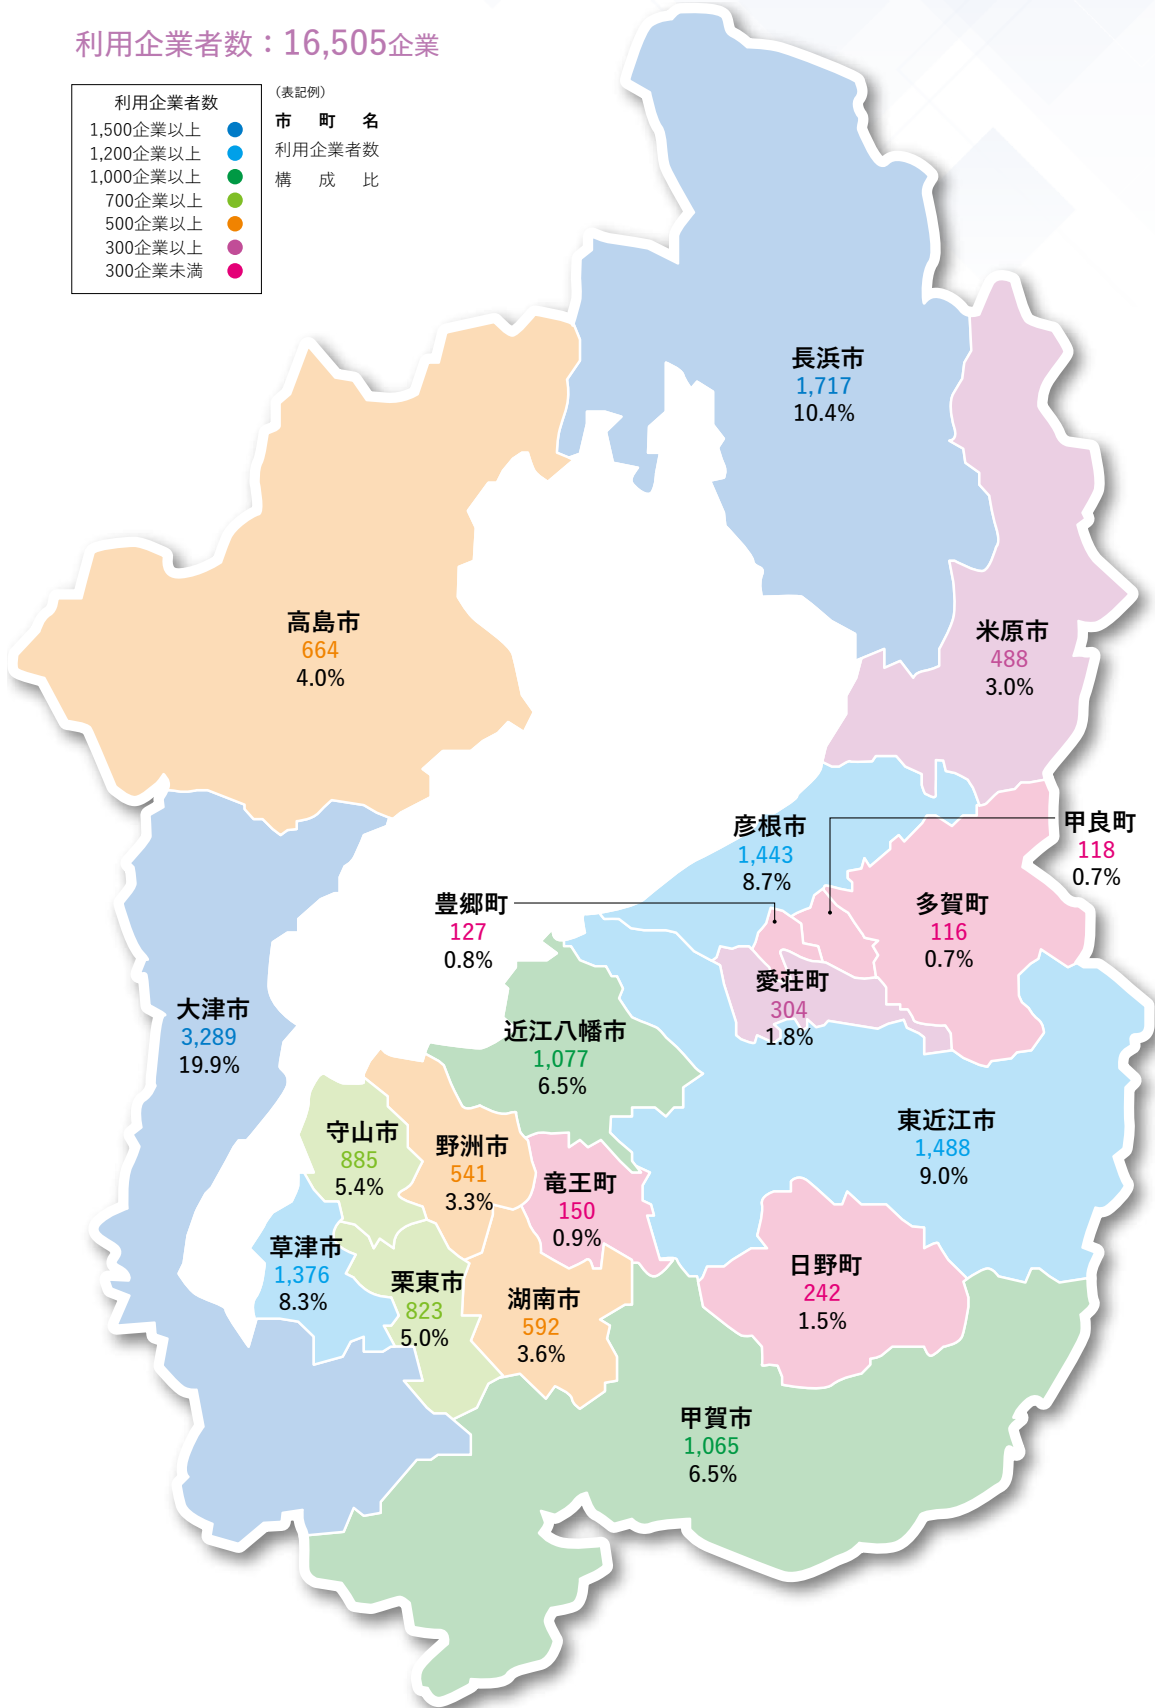 利用企業者数：16,505企業
利用企業者数
1,500企業以上
1,200企業以上
1,000企業以上
700企業以上
500企業以上
300企業以上
300企業未満
(表記例)
市 町 名
利用企業者数
構 成 比
長浜市
1,717
10.4%
高島市
664
4.0%
米原市
488
3.0%
彦根市
1,443
8.7%
甲良町
118
0.7%
豊郷町
127
0.8%
多賀町
116
0.7%
愛荘町
304
1.8%
大津市
3,289
19.9%
近江八幡市
1,077
6.5%
東近江市
1,488
9.0%
守山市
885
5.4%
野洲市
541
3.3%
竜王町
150
0.9%
草津市
1,376
8.3%
栗東市
823
5.0%
湖南市
592
3.6%
日野町
242
1.5%
甲賀市
1,065
6.5%